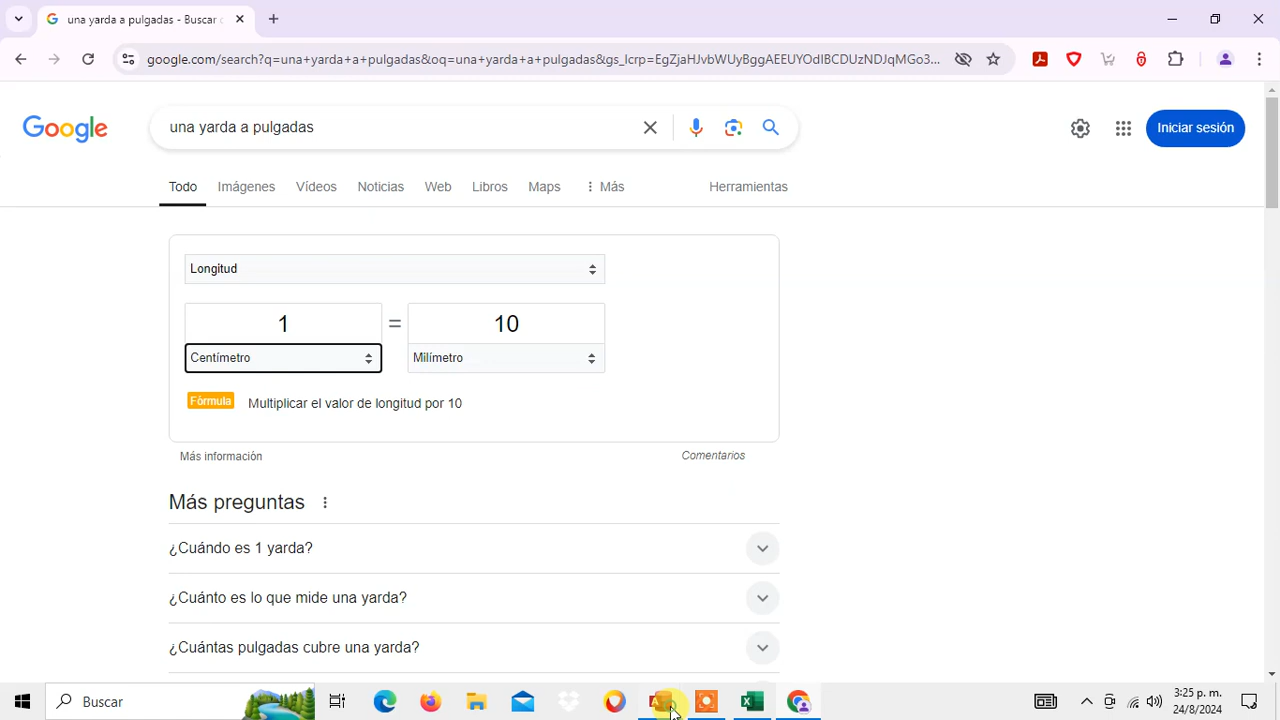 una yarda a pulgadas - Buscar c
google.com/search?q=una+yarda+a+pulgadas&oq=una+yarda+a+pulgadas&gs_lcrp=EgZjaHJvbWUyBggAEEUYOdIBCDUzNDJqMGo3...
Google
una yarda a pulgadas
Iniciar sesión
Todo Imágenes Vídeos Noticias Web Libros Maps Más Herramientas
Longitud
1 = 10
Centímetro Milímetro
Fórmula Multiplicar el valor de longitud por 10
Más información Comentarios
Más preguntas
¿Cuándo es 1 yarda?
¿Cuánto es lo que mide una yarda?
¿Cuántas pulgadas cubre una yarda?
Buscar
3:25 p. m.
24/8/2024